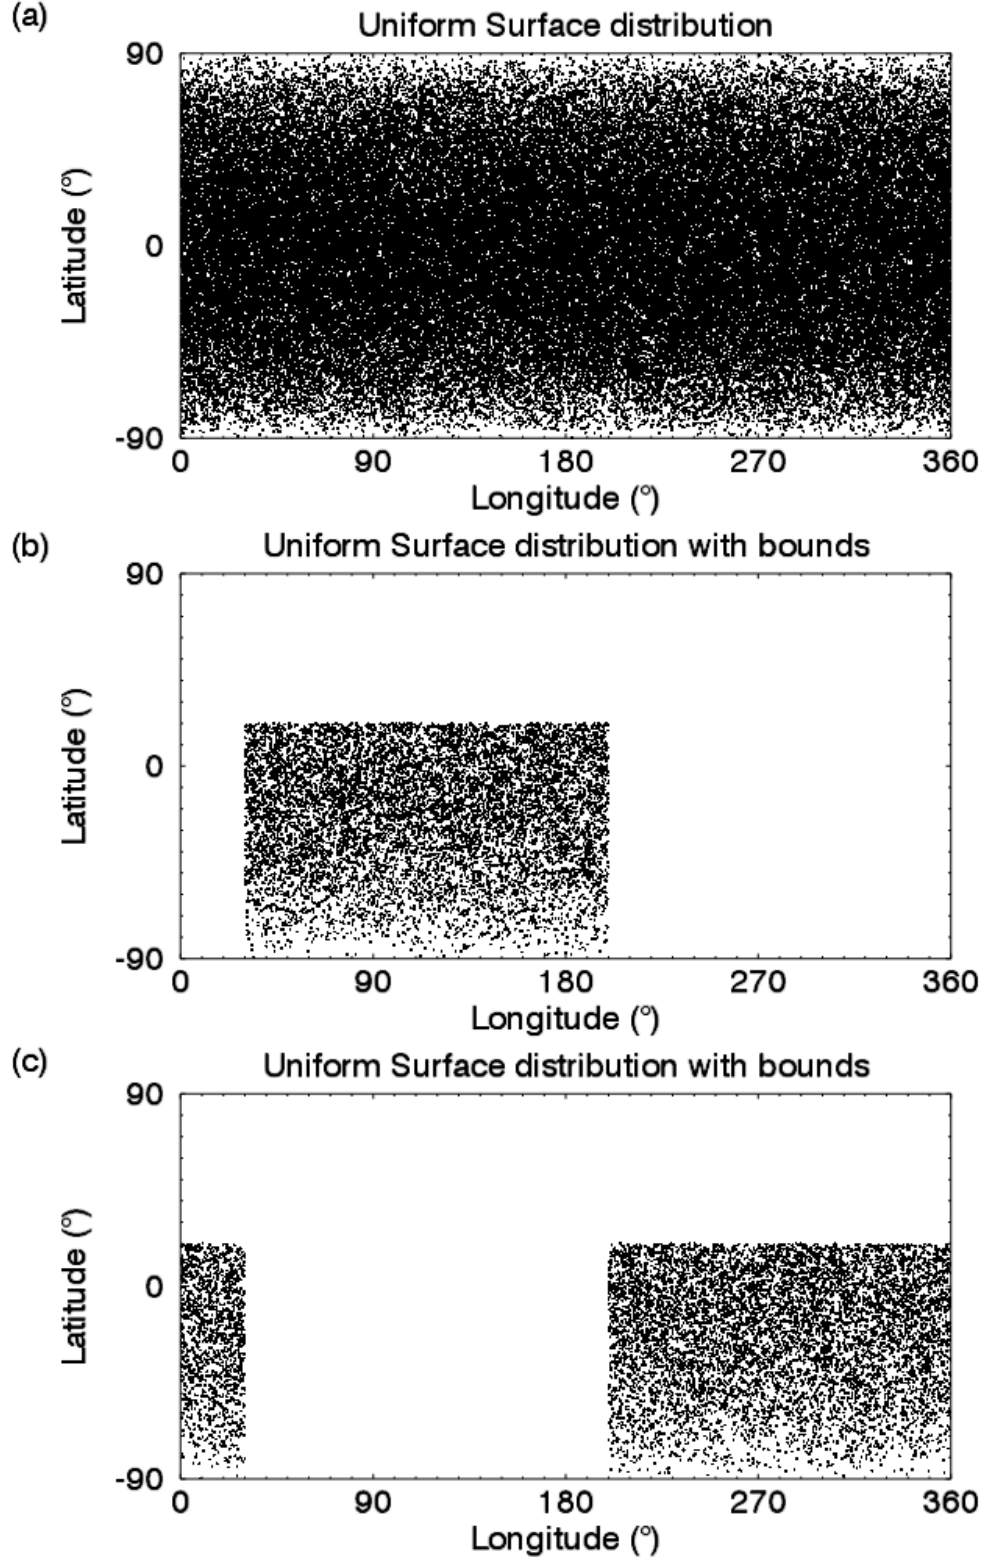 (a)
Uniform Surface distribution
90
0
-90
Latitude (°)
0 90 180 270 360
Longitude (°)
(b)
Uniform Surface distribution with bounds
90
0
-90
Latitude (°)
0 90 180 270 360
Longitude (°)
(c)
Uniform Surface distribution with bounds
90
0
-90
Latitude (°)
0 90 180 270 360
Longitude (°)